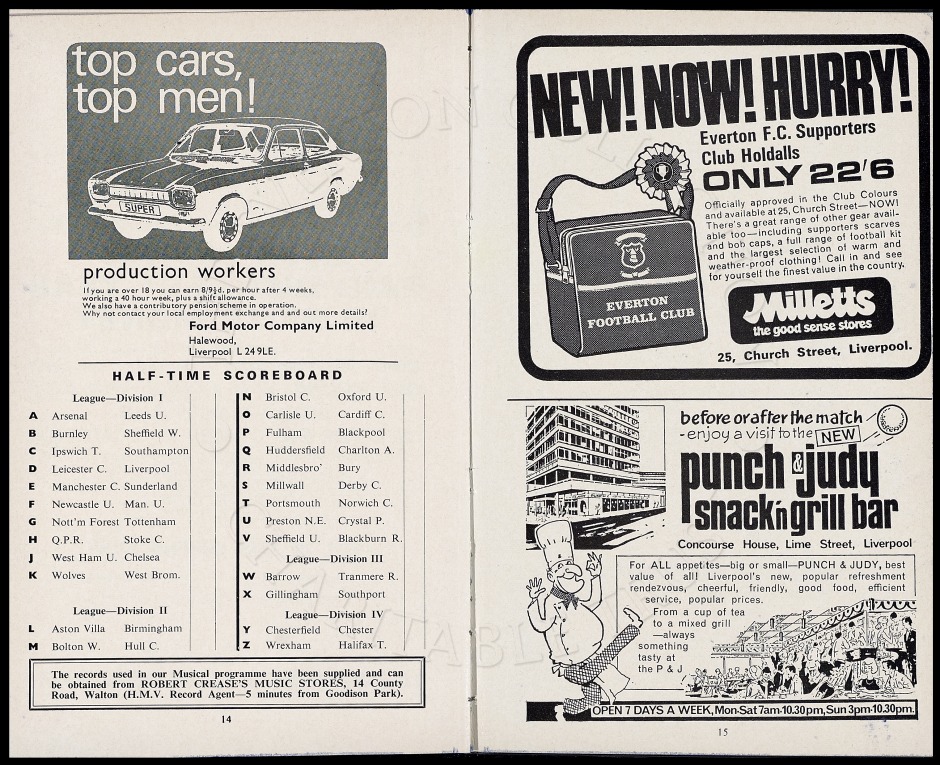 top cars,
top men!
SUPER
production workers
If you are over 18 you can earn 8/9½d. per hour after 4 weeks,
working a 40 hour week, plus a shift allowance.
We also have a contributory pension scheme in operation.
Why not contact your local employment exchange and and out more details?
Ford Motor Company Limited
Halewood,
Liverpool L 24 9LE.
HALF-TIME SCOREBOARD
League—Division I
A Arsenal Leeds U.
B Burnley Sheffield W.
C Ipswich T. Southampton
D Leicester C. Liverpool
E Manchester C. Sunderland
F Newcastle U. Man. U.
G Nott'm Forest Tottenham
H Q.P.R. Stoke C.
J West Ham U. Chelsea
K Wolves West Brom.
League—Division II
L Aston Villa Birmingham
M Bolton W. Hull C.
N Bristol C. Oxford U.
O Carlisle U. Cardiff C.
P Fulham Blackpool
Q Huddersfield Charlton A.
R Middlesbro' Bury
S Millwall Derby C.
T Portsmouth Norwich C.
U Preston N.E. Crystal P.
V Sheffield U. Blackburn R.
League—Division III
W Barrow Tranmere R.
X Gillingham Southport
League—Division IV
Y Chesterfield Chester
Z Wrexham Halifax T.
The records used in our Musical programme have been supplied and can
be obtained from ROBERT CREASE'S MUSIC STORES, 14 County
Road, Walton (H.M.V. Record Agent—5 minutes from Goodison Park).
14
NEW! NOW! HURRY!
Everton F.C. Supporters
Club Holdalls
ONLY 22'6
Officially approved in the Club Colours
and available at 25, Church Street—NOW!
There's a great range of other gear avail-
able too—including supporters scarves
and bob caps, a full range of football kit
and the largest selection of warm and
weather-proof clothing! Call in and see
for yourself the finest value in the country.
EVERTON
FOOTBALL CLUB
Milletts
the good sense stores
25, Church Street, Liverpool.
before or after the match
-enjoy a visit to the NEW
punch & judy
snack'n grill bar
Concourse House, Lime Street, Liverpool
For ALL appetites—big or small—PUNCH & JUDY, best
value of all! Liverpool's new, popular refreshment
rendezvous, cheerful, friendly, good food, efficient
service, popular prices.
From a cup of tea
to a mixed grill
—always
something
tasty at
the P & J
OPEN 7 DAYS A WEEK, Mon-Sat 7am-10.30pm, Sun 3pm-10.30pm.
15